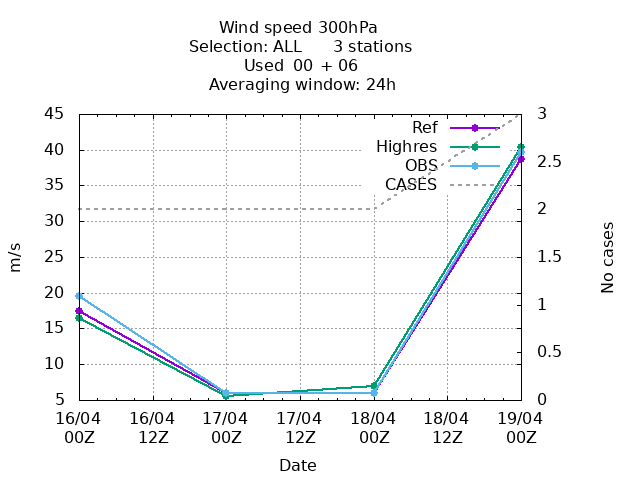 Wind speed 300hPa
Selection: ALL      3 stations
Used  00 + 06
Averaging window: 24h
45
40
35
30
25
20
15
10
5
m/s
3
2.5
2
1.5
1
0.5
0
No cases
Ref
Highres
OBS
CASES
16/04 16/04 17/04 17/04 18/04 18/04 19/04
00Z 12Z 00Z 12Z 00Z 12Z 00Z
Date